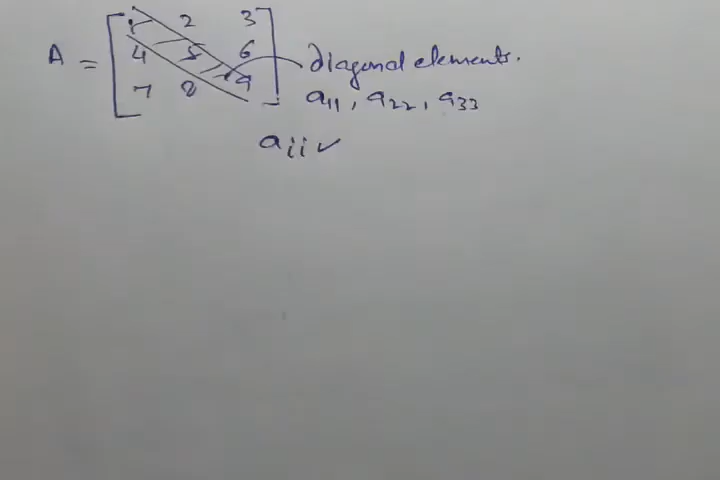 1 2 3
A = 4 5 6 diagonal elements.
7 8 9 a11, a22, a33
aii ✓